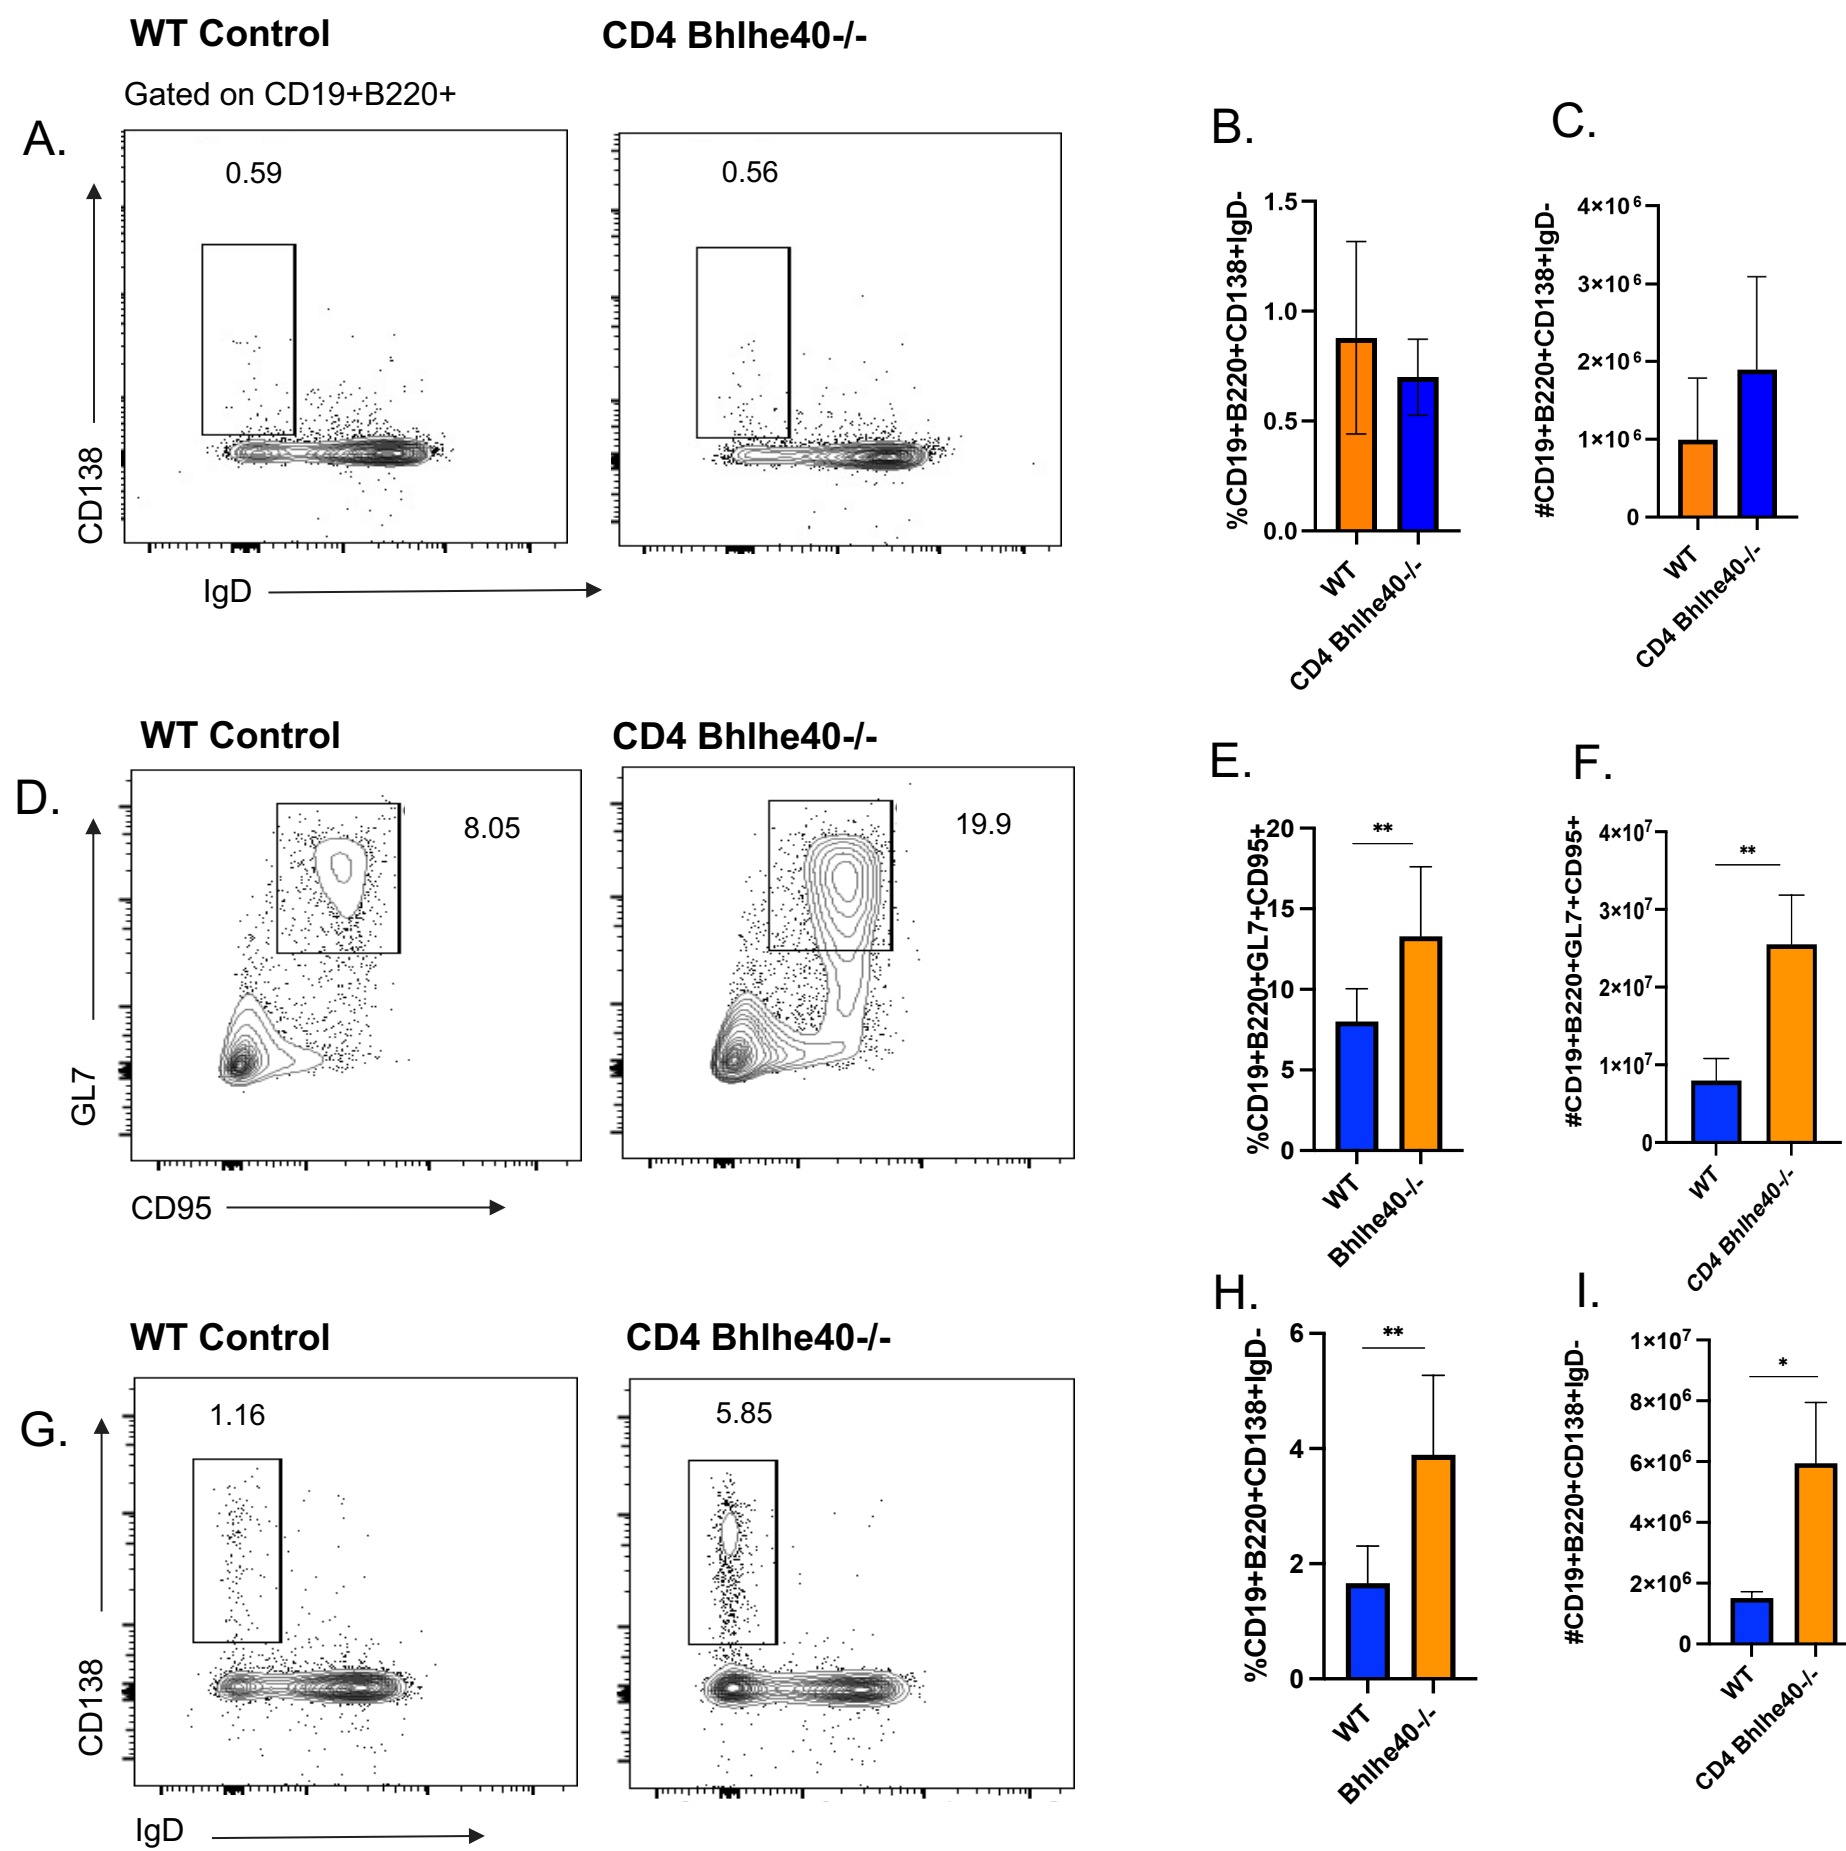 WT Control
CD4 Bhlhe40-/-
Gated on CD19+B220+
A.
0.59
0.56
CD138
IgD
B.
%CD19+B220+CD138+IgD-
1.5
1.0
0.5
0.0
WT
CD4 Bhlhe40-/-
C.
#CD19+B220+CD138+IgD-
4×10⁶
3×10⁶
2×10⁶
1×10⁶
0
WT
CD4 Bhlhe40-/-
WT Control
CD4 Bhlhe40-/-
D.
8.05
19.9
GL7
CD95
E.
%CD19+B220+GL7+CD95+
20
15
10
5
0
**
WT
Bhlhe40-/-
F.
#CD19+B220+GL7+CD95+
4×10⁷
3×10⁷
2×10⁷
1×10⁷
0
**
WT
CD4 Bhlhe40-/-
WT Control
CD4 Bhlhe40-/-
G.
1.16
5.85
CD138
IgD
H.
%CD19+B220+CD138+IgD-
6
4
2
0
**
WT
Bhlhe40-/-
I.
#CD19+B220+CD138+IgD-
1×10⁷
8×10⁶
6×10⁶
4×10⁶
2×10⁶
0
*
WT
CD4 Bhlhe40-/-